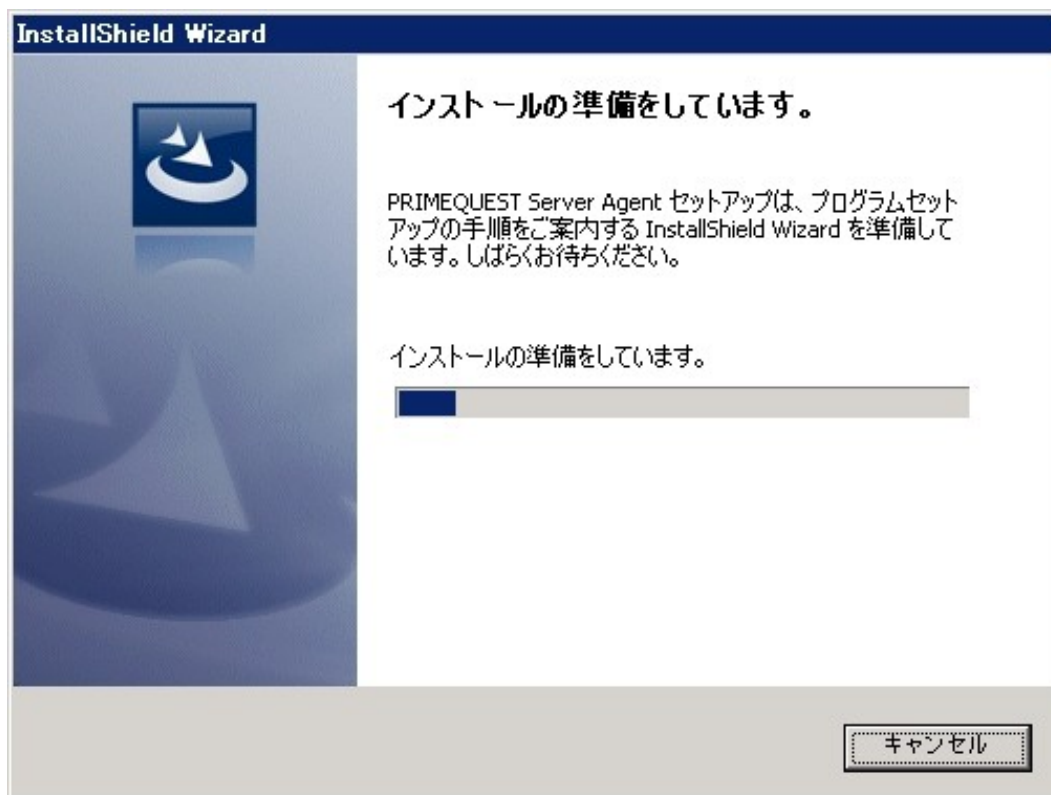 InstallShield Wizard
インストールの準備をしています。
PRIMEQUEST Server Agent セットアップは、プログラムセット
アップの手順をご案内する InstallShield Wizard を準備して
います。しばらくお待ちください。
インストールの準備をしています。
キャンセル